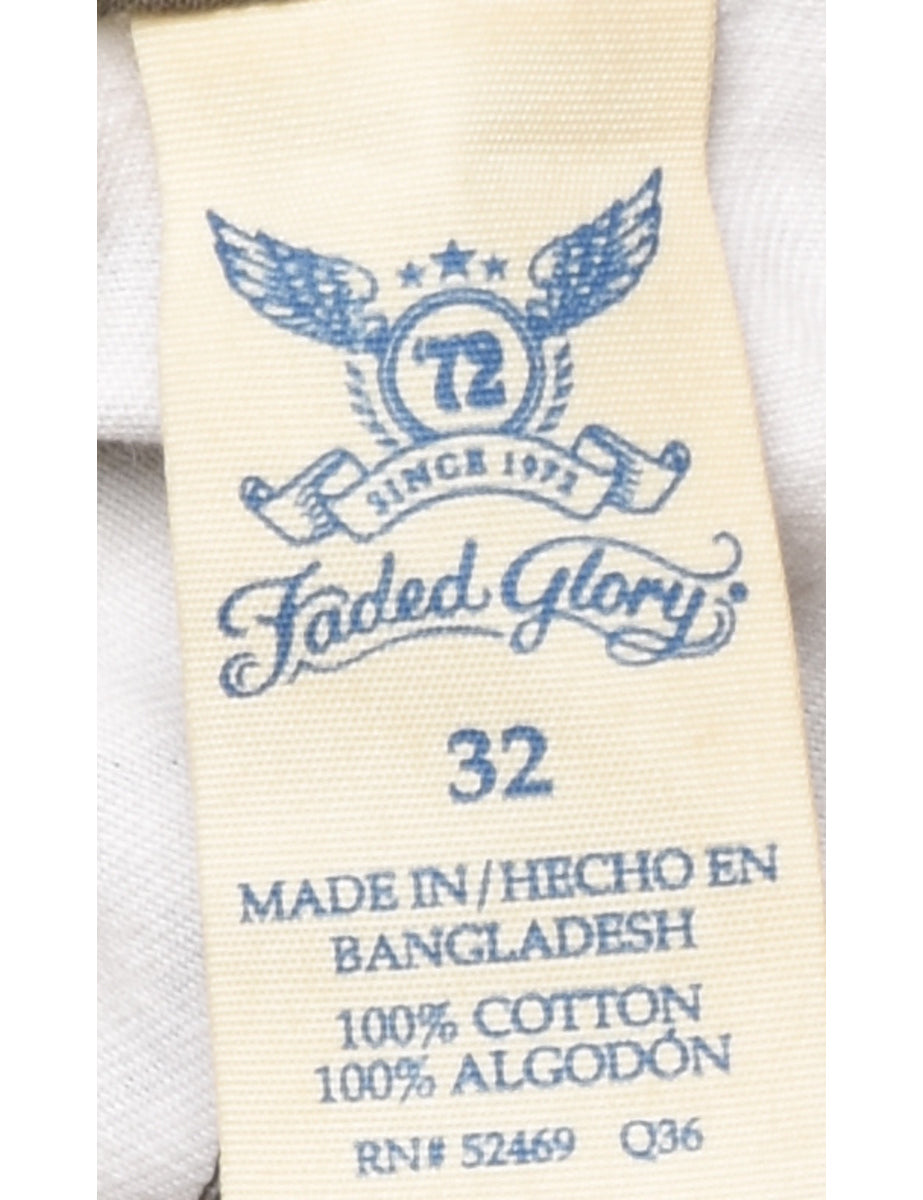 '72
SINCE 1972
Faded Glory
32
MADE IN/HECHO EN
BANGLADESH
100% COTTON
100% ALGODÓN
RN# 52469 Q36